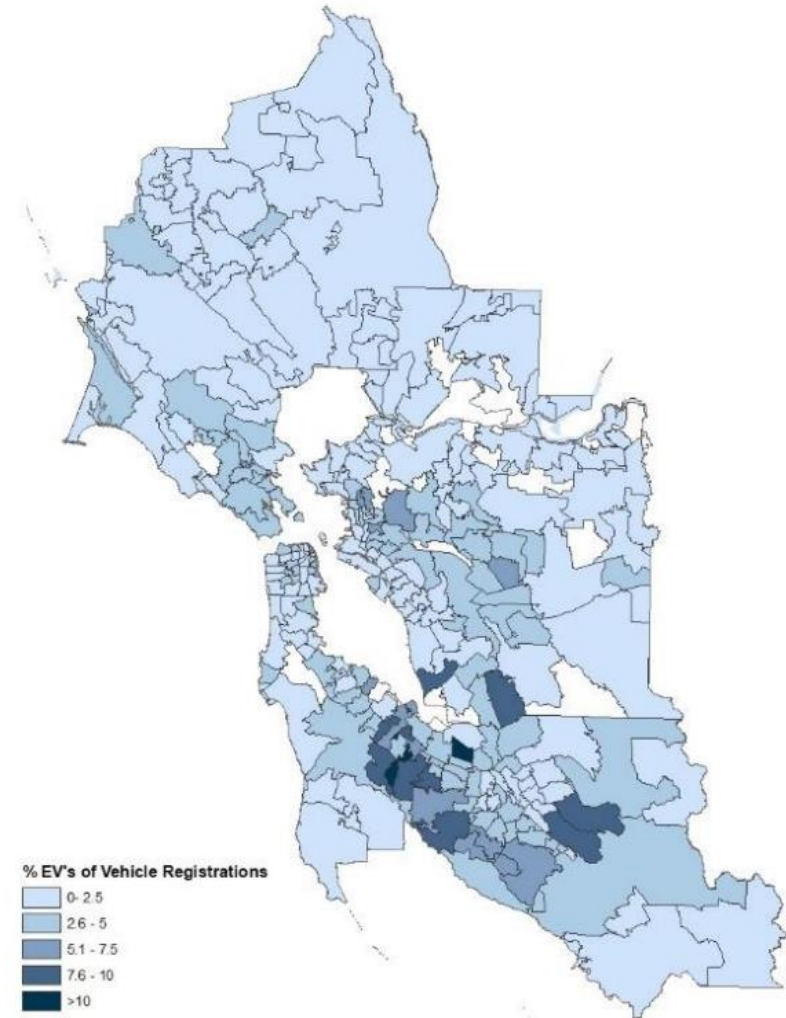 % EV's of Vehicle Registrations
0- 2.5
2.6 - 5
5.1 - 7.5
7.6 - 10
>10